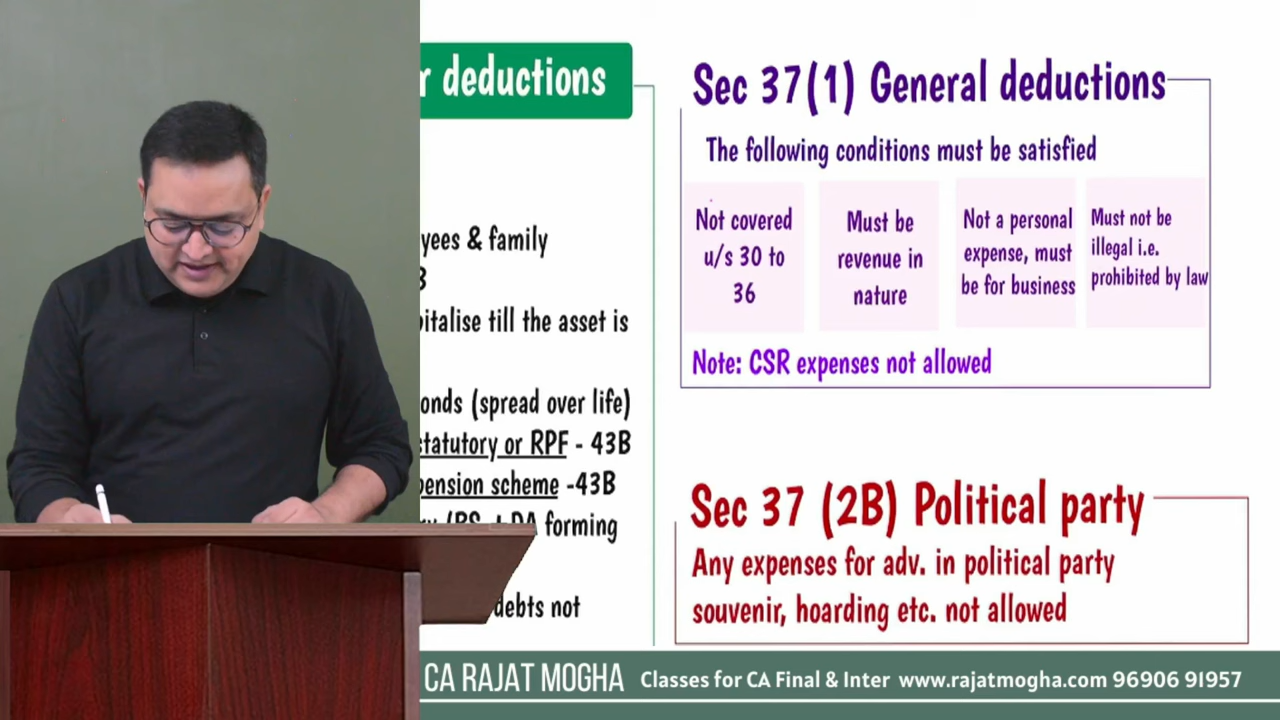 r deductions
yees & family
B
pitalise till the asset is
onds (spread over life)
statutory or RPF - 43B
pension scheme -43B
forming
debts not
Sec 37(1) General deductions
The following conditions must be satisfied
Not covered
u/s 30 to
36
Must be
revenue in
nature
Not a personal
expense, must
be for business
Must not be
illegal i.e.
prohibited by law
Note: CSR expenses not allowed
Sec 37 (2B) Political party
Any expenses for adv. in political party
souvenir, hoarding etc. not allowed
CA RAJAT MOGHA Classes for CA Final & Inter www.rajatmogha.com 96906 91957